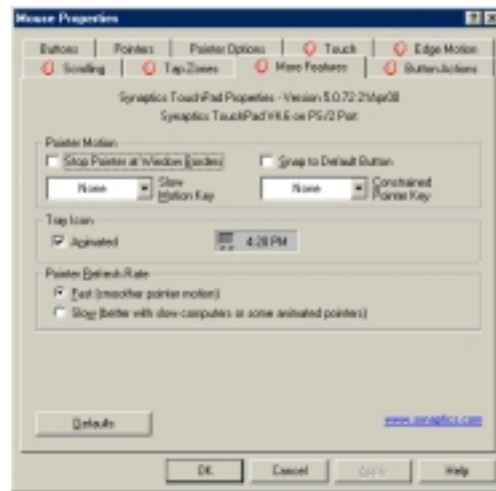 Mouse Properties
Buttons Pointers Pointer Options Touch Edge Motion
Scrolling Tap Zones More Features Button Actions
Synaptics TouchPad Properties - Version 5.0.72 21Apr00
Synaptics TouchPad V4.6 on PS/2 Port
Pointer Motion
Stop Pointer at Window Borders Snap to Default Button
None Slow Motion Key None Constrained Pointer Key
Tray Icon
Animated 4:20 PM
Pointer Refresh Rate
Fast (smoother pointer motion)
Slow (better with slow computers or some animated pointers)
Defaults www.synaptics.com
OK Cancel Apply Help